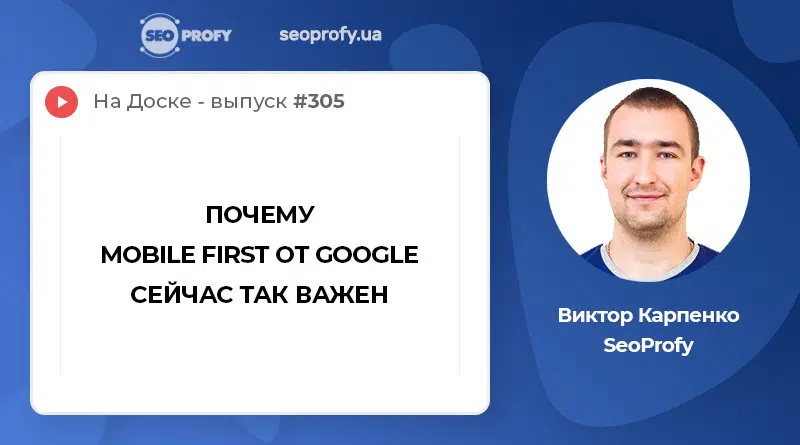 SEO PROFY
seoprofy.ua
На Доске - выпуск #305
ПОЧЕМУ
MOBILE FIRST ОТ GOOGLE
СЕЙЧАС ТАК ВАЖЕН
Виктор Карпенко
SeoProfy